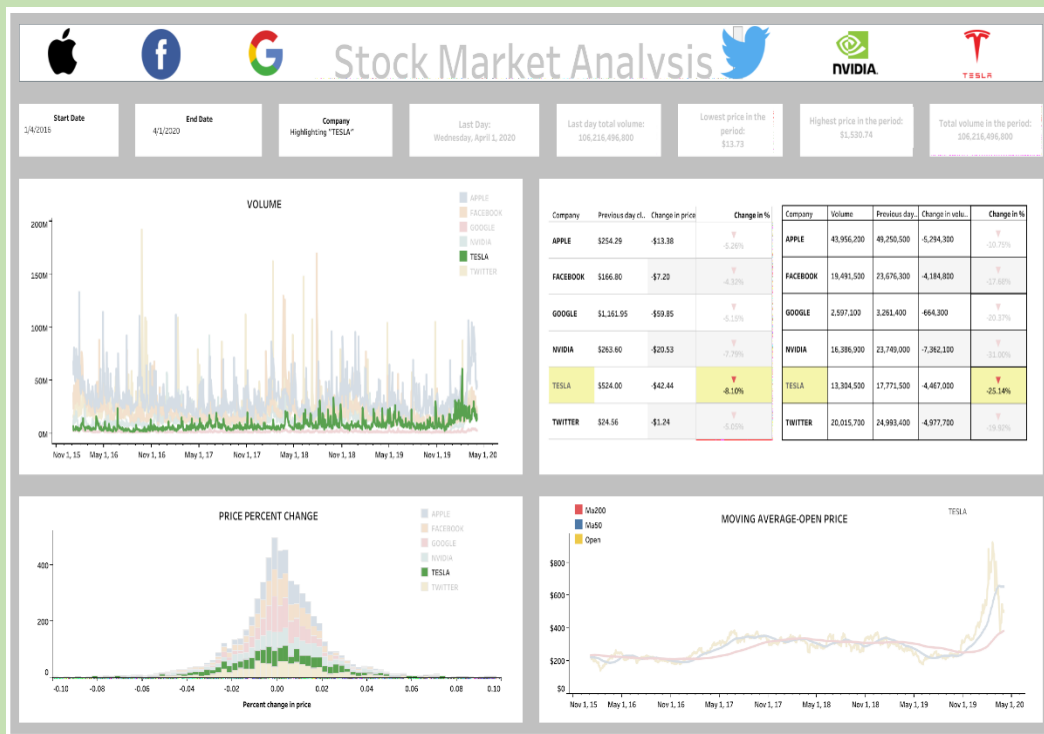 Stock Market Analysis
NVIDIA.
TESLA
Start Date
1/4/2016
End Date
4/1/2020
Company
Highlighting "TESLA"
Last Day:
Wednesday, April 1, 2020
Last day total volume:
106,216,496,800
Lowest price in the
period:
$13.73
Highest price in the period:
$1,530.74
Total volume in the period:
106,216,496,800
VOLUME
APPLE
FACEBOOK
GOOGLE
NVIDIA
TESLA
TWITTER
200M
150M
100M
50M
0M
Nov 1, 15 May 1, 16 Nov 1, 16 May 1, 17 Nov 1, 17 May 1, 18 Nov 1, 18 May 1, 19 Nov 1, 19 May 1, 20
Company Previous day cl.. Change in price Change in %
APPLE $254.29 -$13.38 -5.26%
FACEBOOK $166.80 -$7.20 -4.32%
GOOGLE $1,161.95 -$59.85 -5.15%
NVIDIA $263.60 -$20.53 -7.79%
TESLA $524.00 -$42.44 -8.10%
TWITTER $24.56 -$1.24 -5.05%
Company Volume Previous day.. Change in volu.. Change in %
APPLE 43,956,200 49,250,500 -5,294,300 -10.75%
FACEBOOK 19,491,500 23,676,300 -4,184,800 -17.68%
GOOGLE 2,597,100 3,261,400 -664,300 -20.37%
NVIDIA 16,386,900 23,749,000 -7,362,100 -31.00%
TESLA 13,304,500 17,771,500 -4,467,000 -25.14%
TWITTER 20,015,700 24,993,400 -4,977,700 -19.92%
PRICE PERCENT CHANGE
APPLE
FACEBOOK
GOOGLE
NVIDIA
TESLA
TWITTER
400
200
0
-0.10 -0.08 -0.06 -0.04 -0.02 0.00 0.02 0.04 0.06 0.08 0.10
Percent change in price
Ma200
Ma50
Open
MOVING AVERAGE-OPEN PRICE
TESLA
$800
$600
$400
$200
$0
Nov 1, 15 May 1, 16 Nov 1, 16 May 1, 17 Nov 1, 17 May 1, 18 Nov 1, 18 May 1, 19 Nov 1, 19 May 1, 20